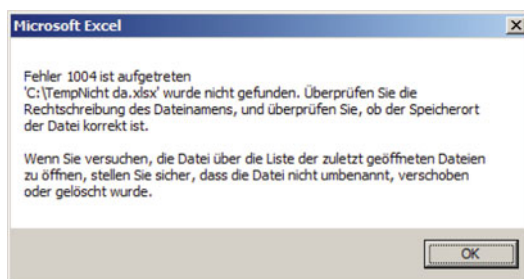 Microsoft Excel
Fehler 1004 ist aufgetreten
'C:\TempNicht da.xlsx' wurde nicht gefunden. Überprüfen Sie die
Rechtschreibung des Dateinamens, und überprüfen Sie, ob der Speicherort
der Datei korrekt ist.
Wenn Sie versuchen, die Datei über die Liste der zuletzt geöffneten Dateien
zu öffnen, stellen Sie sicher, dass die Datei nicht umbenannt, verschoben
oder gelöscht wurde.
OK